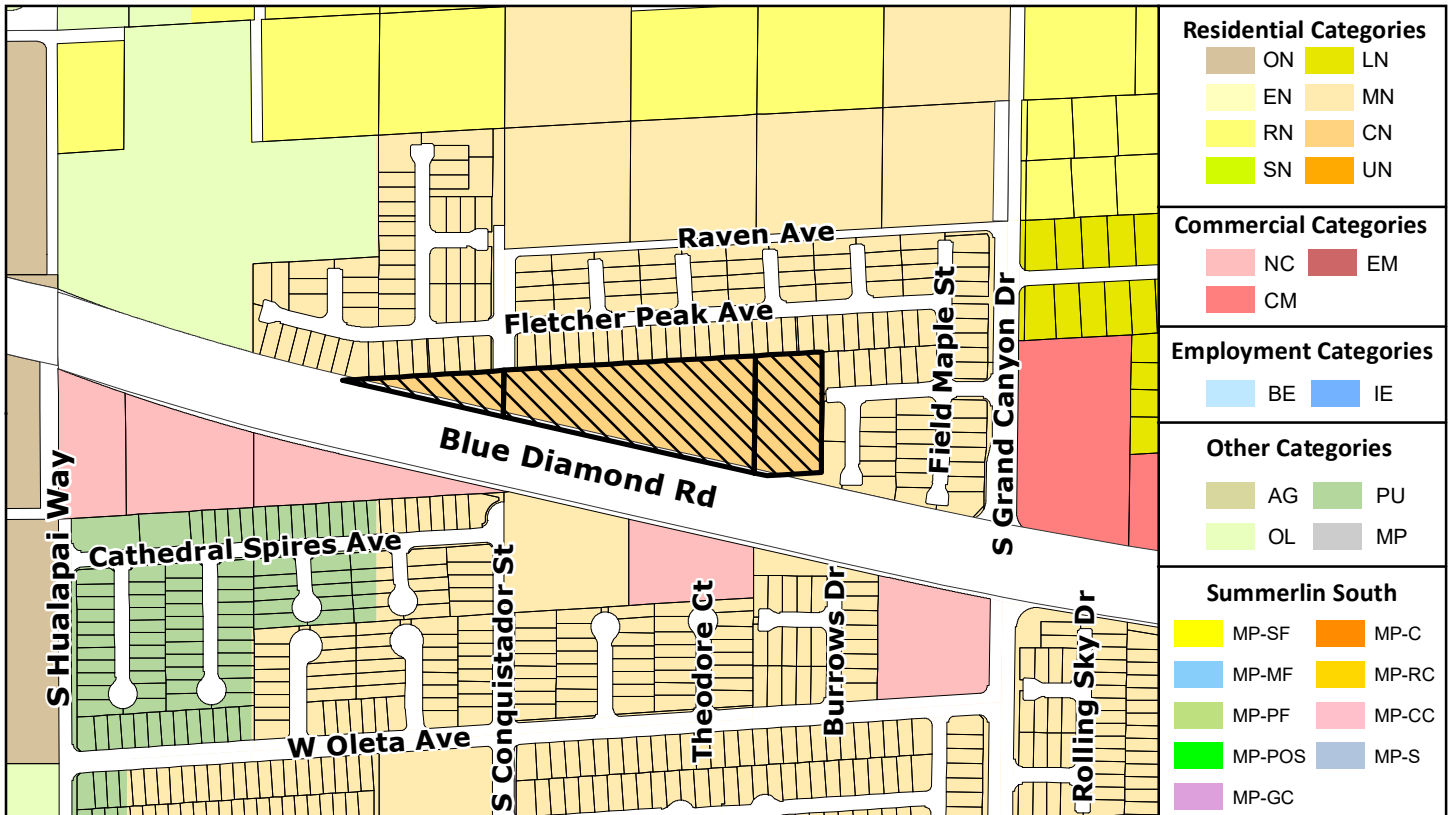 Raven Ave
Fletcher Peak Ave
Field Maple St
S Grand Canyon Dr
Blue Diamond Rd
S Hualapai Way
Cathedral Spires Ave
S Conquistador St
Theodore Ct
Burrows Dr
Rolling Sky Dr
W Oleta Ave
Residential Categories
ON LN
EN MN
RN CN
SN UN
Commercial Categories
NC EM
CM
Employment Categories
BE IE
Other Categories
AG PU
OL MP
Summerlin South
MP-SF MP-C
MP-MF MP-RC
MP-PF MP-CC
MP-POS MP-S
MP-GC